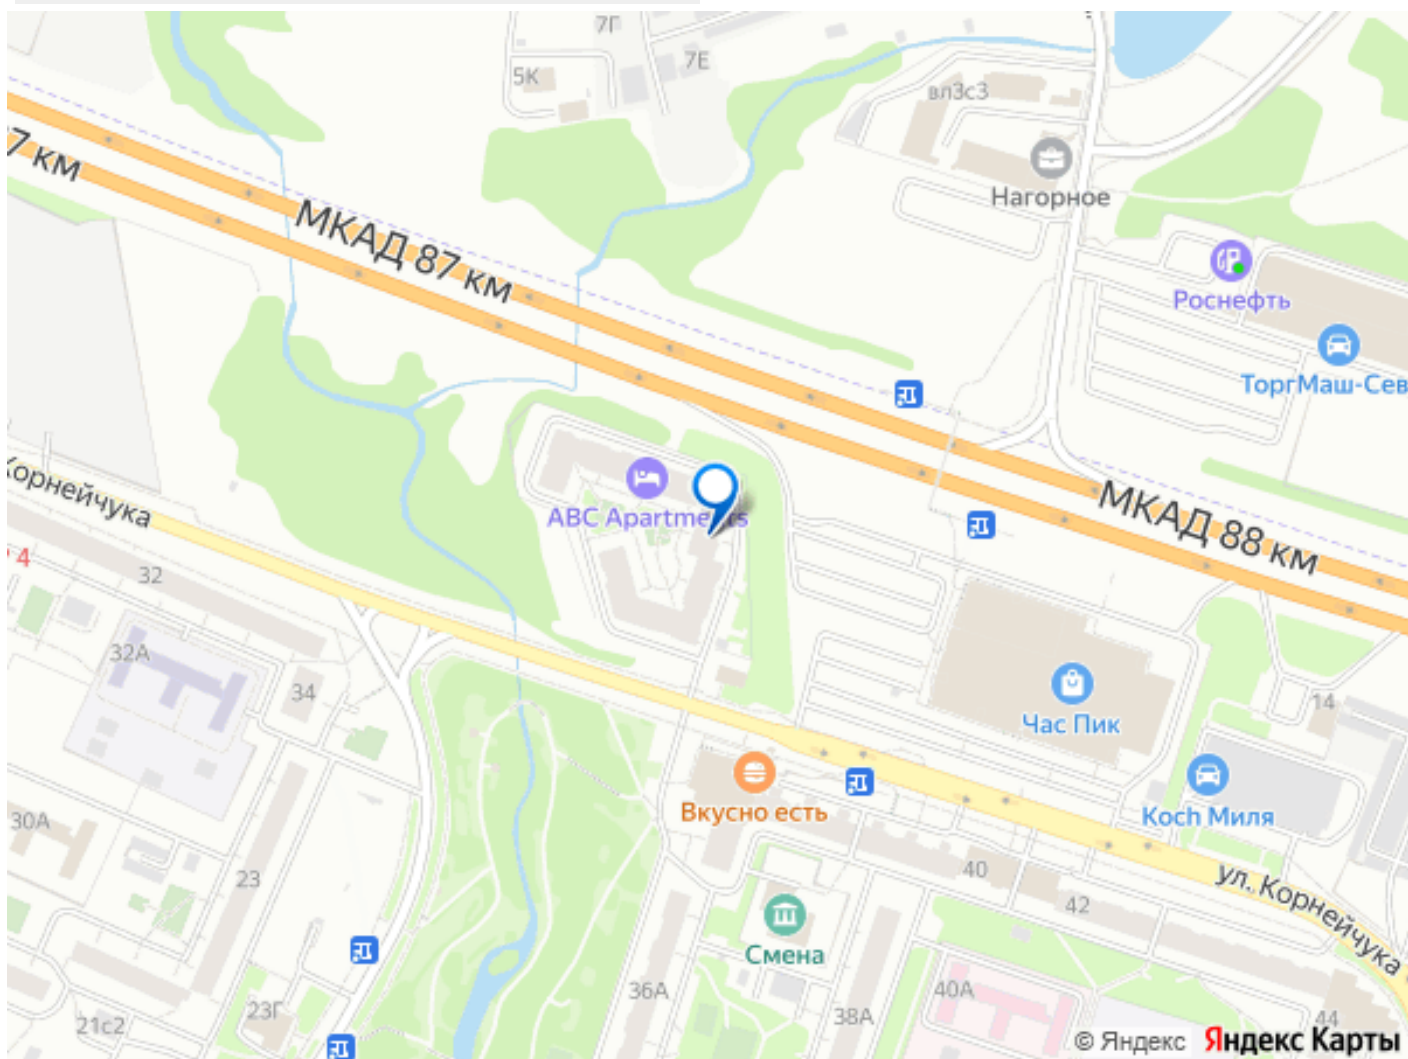 7Г
7Е
5К
вл3с3
Нагорное
7 км
МКАД 87 км
Роснефть
ТоргМаш-Сев
ABC Apartments
МКАД 88 км
Корнейчука
4
32
32А
34
Час Пик
14
Вкусно есть
Koch Миля
30А
23
40
42
ул. Корнейчука
Смена
36А
40А
38А
23Г
21с2
44
© Яндекс Яндекс Карты